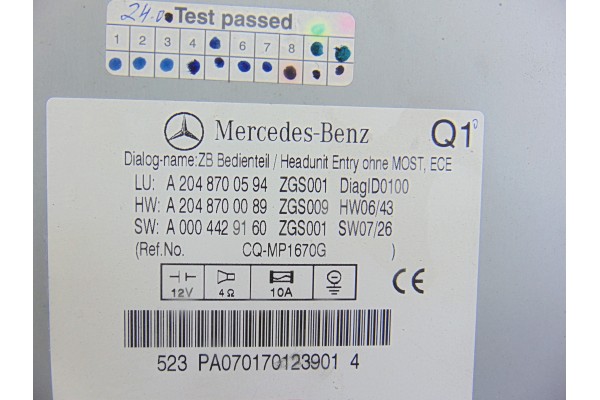 24.0 Test passed
1 2 3 4 6 7 8
Mercedes-Benz Q1
Dialog-name:ZB Bedienteil / Headunit Entry ohne MOST, ECE
LU: A 204 870 05 94 ZGS001 DiagID0100
HW: A 204 870 00 89 ZGS009 HW06/43
SW: A 000 442 91 60 ZGS001 SW07/26
(Ref.No. CQ-MP1670G )
12V 4Ω 10A CE
523 PA070170123901 4